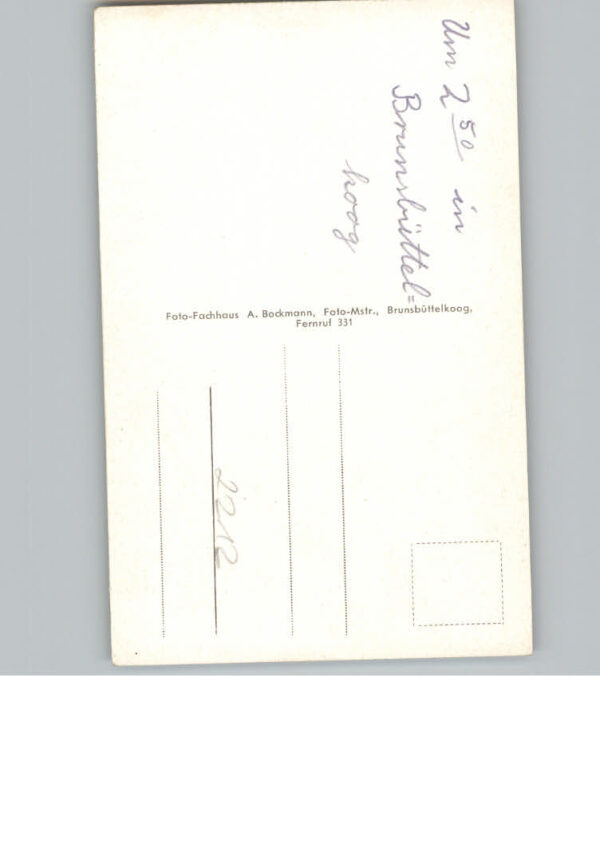 Um 2 50 in
Brunsbüttel=
koog
Foto-Fachhaus A. Bockmann, Foto-Mstr., Brunsbüttelkoog,
Fernruf 331
2212